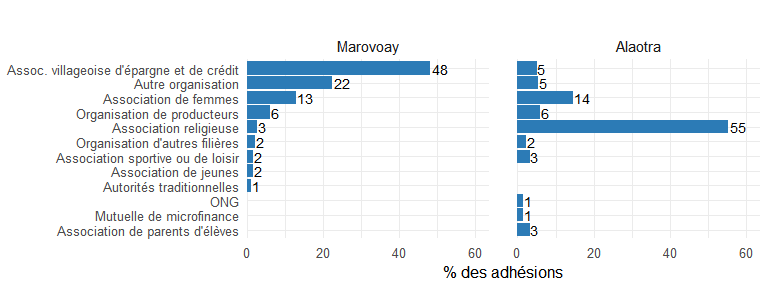 Marovoay Alaotra
Assoc. villageoise d'épargne et de crédit 48 5
Autre organisation 22 5
Association de femmes 13 14
Organisation de producteurs 6 6
Association religieuse 3 55
Organisation d'autres filières 2 2
Association sportive ou de loisir 2 3
Association de jeunes 2
Autorités traditionnelles 1
ONG 1
Mutuelle de microfinance 1
Association de parents d'élèves 3
0 20 40 60 0 20 40 60
% des adhésions